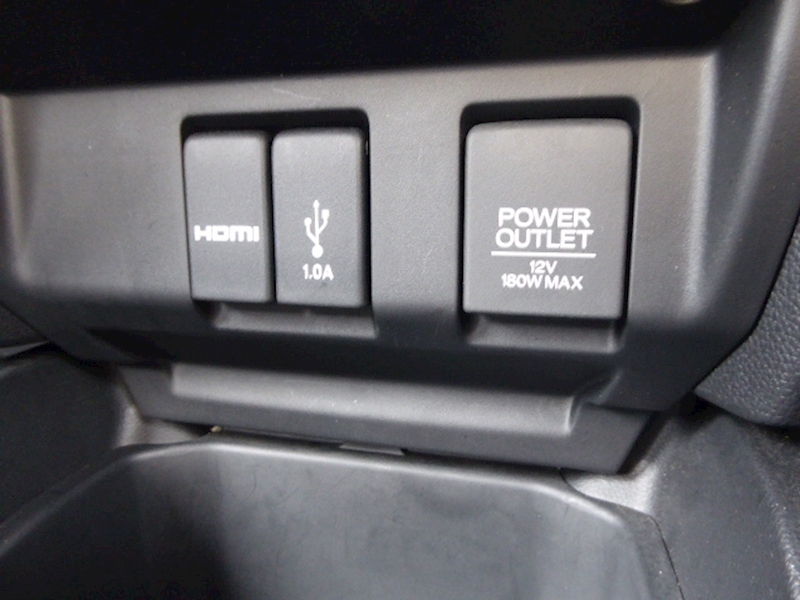 HDMI
1.0A
POWER
OUTLET
12V
180W MAX